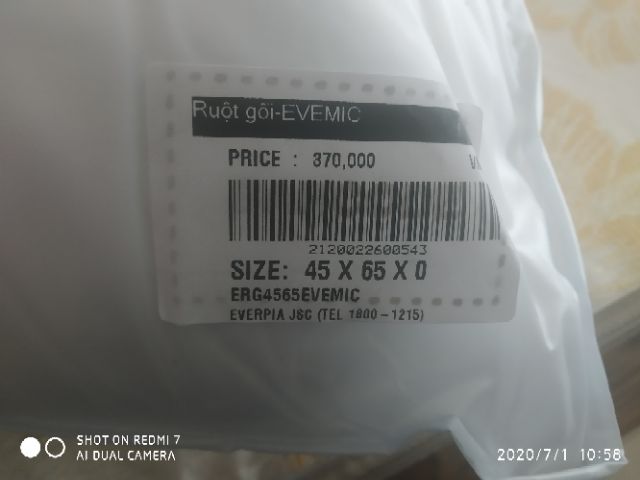 Ruột gối-EVEMIC
PRICE : 370,000
2120022600543
SIZE: 45 X 65 X 0
ERG4565EVEMIC
EVERPIA JSC (TEL 1800-1215)
SHOT ON REDMI 7
AI DUAL CAMERA
2020/7/1 10:58